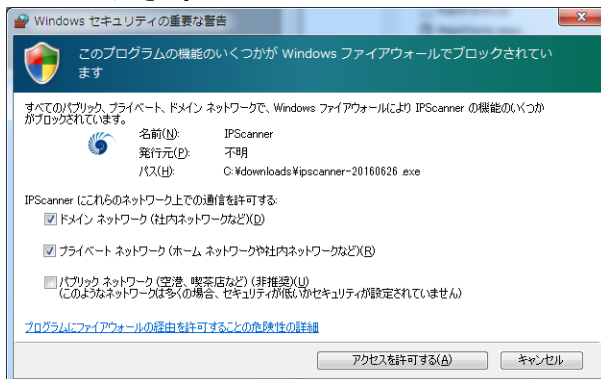 Windows セキュリティの重要な警告
このプログラムの機能のいくつかが Windows ファイアウォールでブロックされてい
ます
すべてのパブリック、プライベート、ドメイン ネットワークで、Windows ファイアウォールにより IPScanner の機能のいくつか
がブロックされています。
名前(N): IPScanner
発行元(P): 不明
パス(H): C:¥downloads¥ipscanner-20160626 .exe
IPScanner にこれらのネットワーク上での通信を許可する:
ドメイン ネットワーク (社内ネットワークなど)(D)
プライベート ネットワーク (ホーム ネットワークや社内ネットワークなど)(R)
パブリック ネットワーク (空港、喫茶店など) (非推奨)(U)
(このようなネットワークは多くの場合、セキュリティが低いかセキュリティが設定されていません)
プログラムにファイアウォールの経由を許可することの危険性の詳細
アクセスを許可する(A) キャンセル